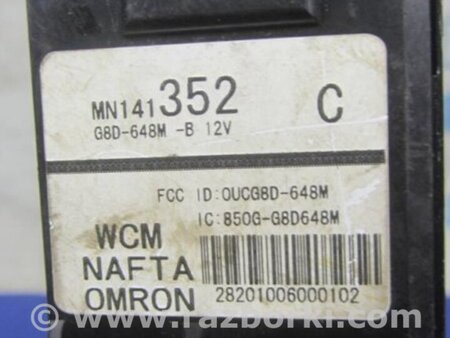 MN141352 C
G8D-648M -B 12V
FCC ID:OUCG8D-648M
IC:850G-G8D648M
WCM
NAFTA
OMRON
28201006000102
www.razborki.com